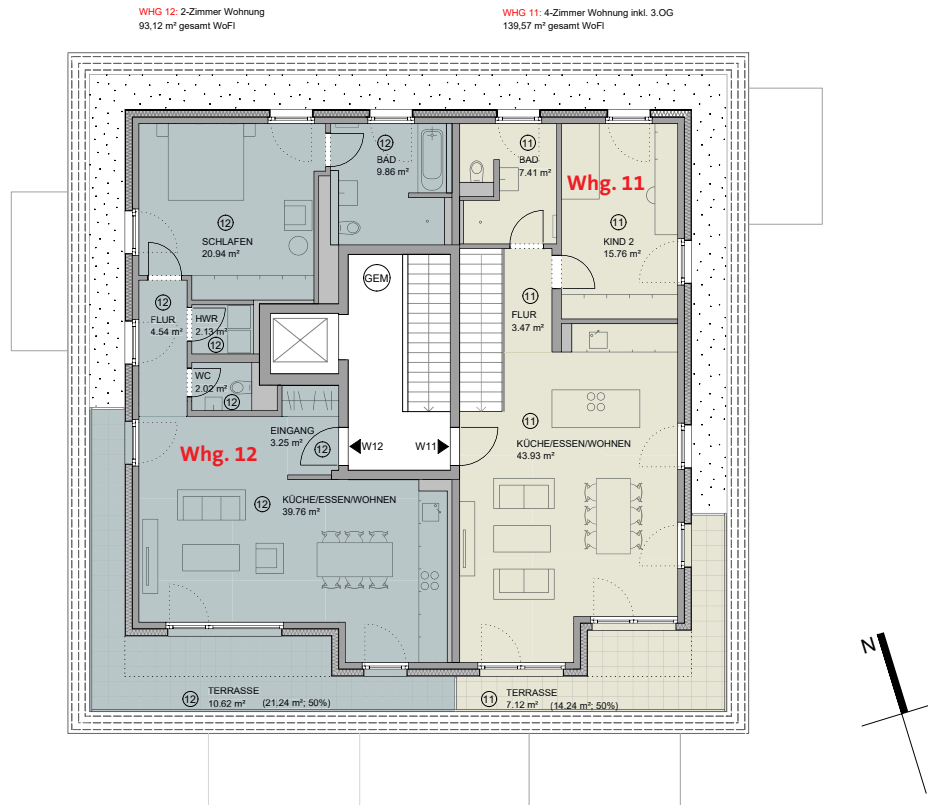 WHG 12: 2-Zimmer Wohnung
93,12 m² gesamt WoFl
WHG 11: 4-Zimmer Wohnung inkl. 3.OG
139,57 m² gesamt WoFl
12
BAD
9.86 m²
11
BAD
7.41 m²
Whg. 11
12
SCHLAFEN
20.94 m²
11
KIND 2
15.76 m²
GEM
12
FLUR
4.54 m²
HWR
2.13 m²
12
11
FLUR
3.47 m²
WC
2.02 m²
12
EINGANG
3.25 m²
12
W12
W11
11
KÜCHE/ESSEN/WOHNEN
43.93 m²
Whg. 12
12
KÜCHE/ESSEN/WOHNEN
39.76 m²
N
12
TERRASSE
10.62 m² (21.24 m²; 50%)
11
TERRASSE
7.12 m² (14.24 m²; 50%)